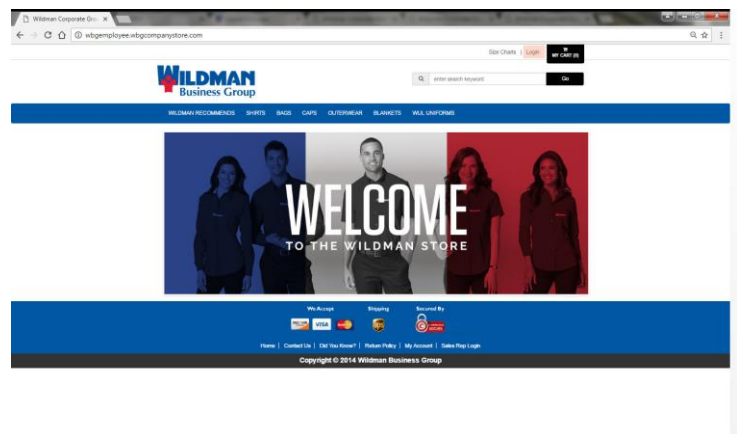 Wildman Corporate Gro
wbgemployee.wbgcompanystore.com
Size Charts | Login
MY CART (0)
WILDMAN
Business Group
enter search keyword
Go
WILDMAN RECOMMENDS SHIRTS BAGS CAPS OUTERWEAR BLANKETS WUL UNIFORMS
WELCOME
TO THE WILDMAN STORE
We Accept Shipping Secured By
VISA
Home | Contact Us | Did You Know? | Return Policy | My Account | Sales Rep Login
Copyright © 2014 Wildman Business Group